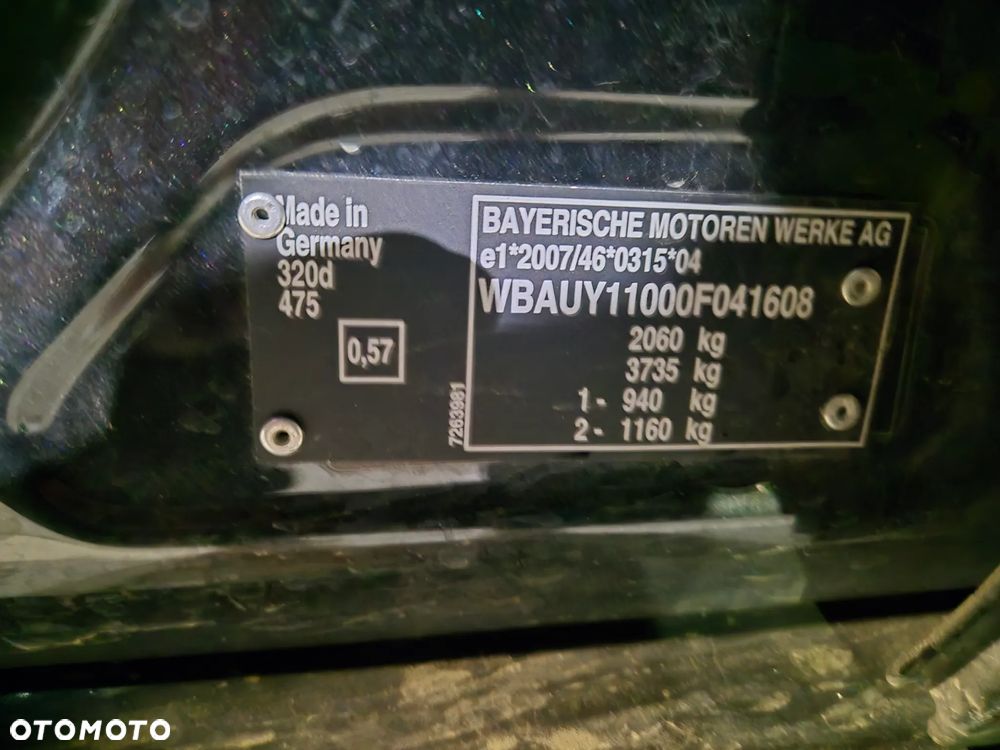 Made in
Germany
320d
475
0,57
7263961
BAYERISCHE MOTOREN WERKE AG
e1*2007/46*0315*04
WBAUY11000F041608
2060 kg
3735 kg
1- 940 kg
2- 1160 kg
OTOMOTO